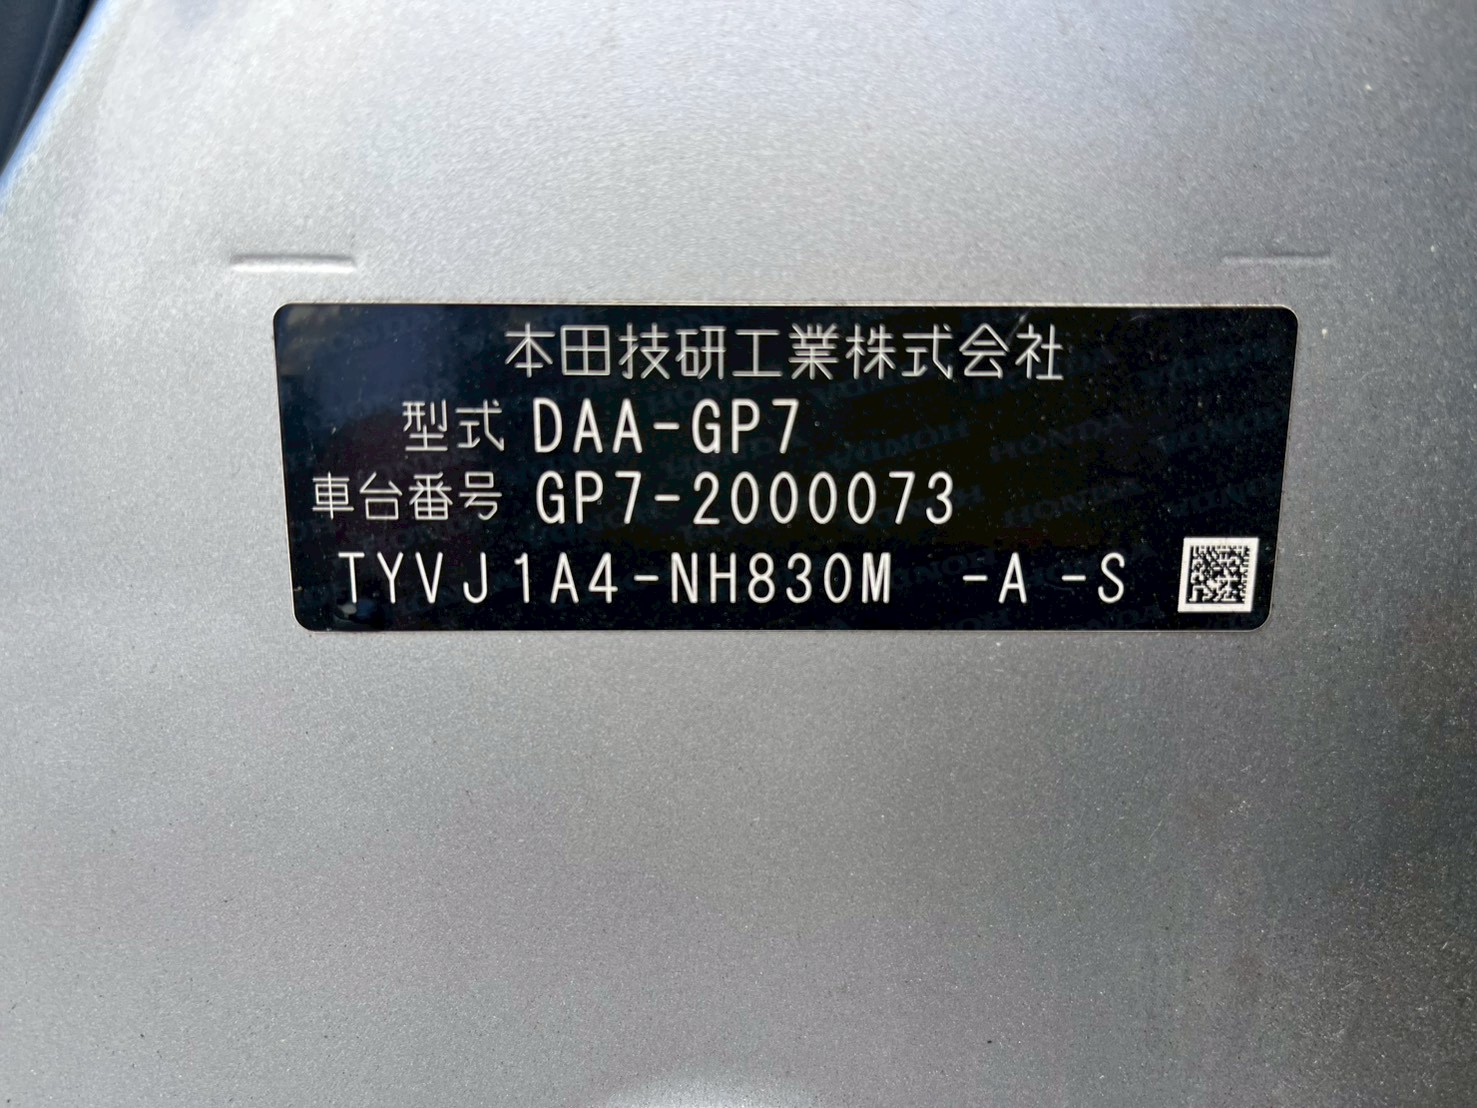 本田技研工業株式会社
型式 DAA-GP7
車台番号 GP7-2000073
TYVJ1A4-NH830M -A-S